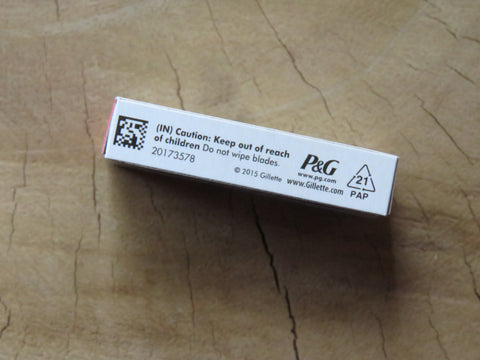 (IN) Caution: Keep out of reach
of children Do not wipe blades.
20173578
© 2015 Gillette
P&G
www.pg.com
www.Gillette.com
21
PAP